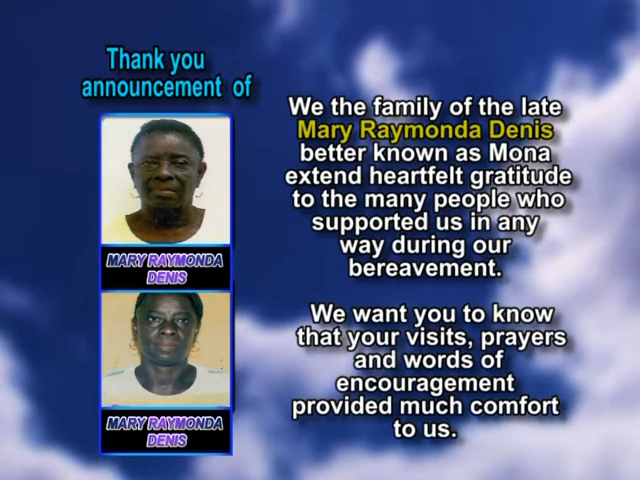 Thank you
announcement of
MARY RAYMONDA
DENIS
MARY RAYMONDA
DENIS
We the family of the late
Mary Raymonda Denis
better known as Mona
extend heartfelt gratitude
to the many people who
supported us in any
way during our
bereavement.
We want you to know
that your visits, prayers
and words of
encouragement
provided much comfort
to us.